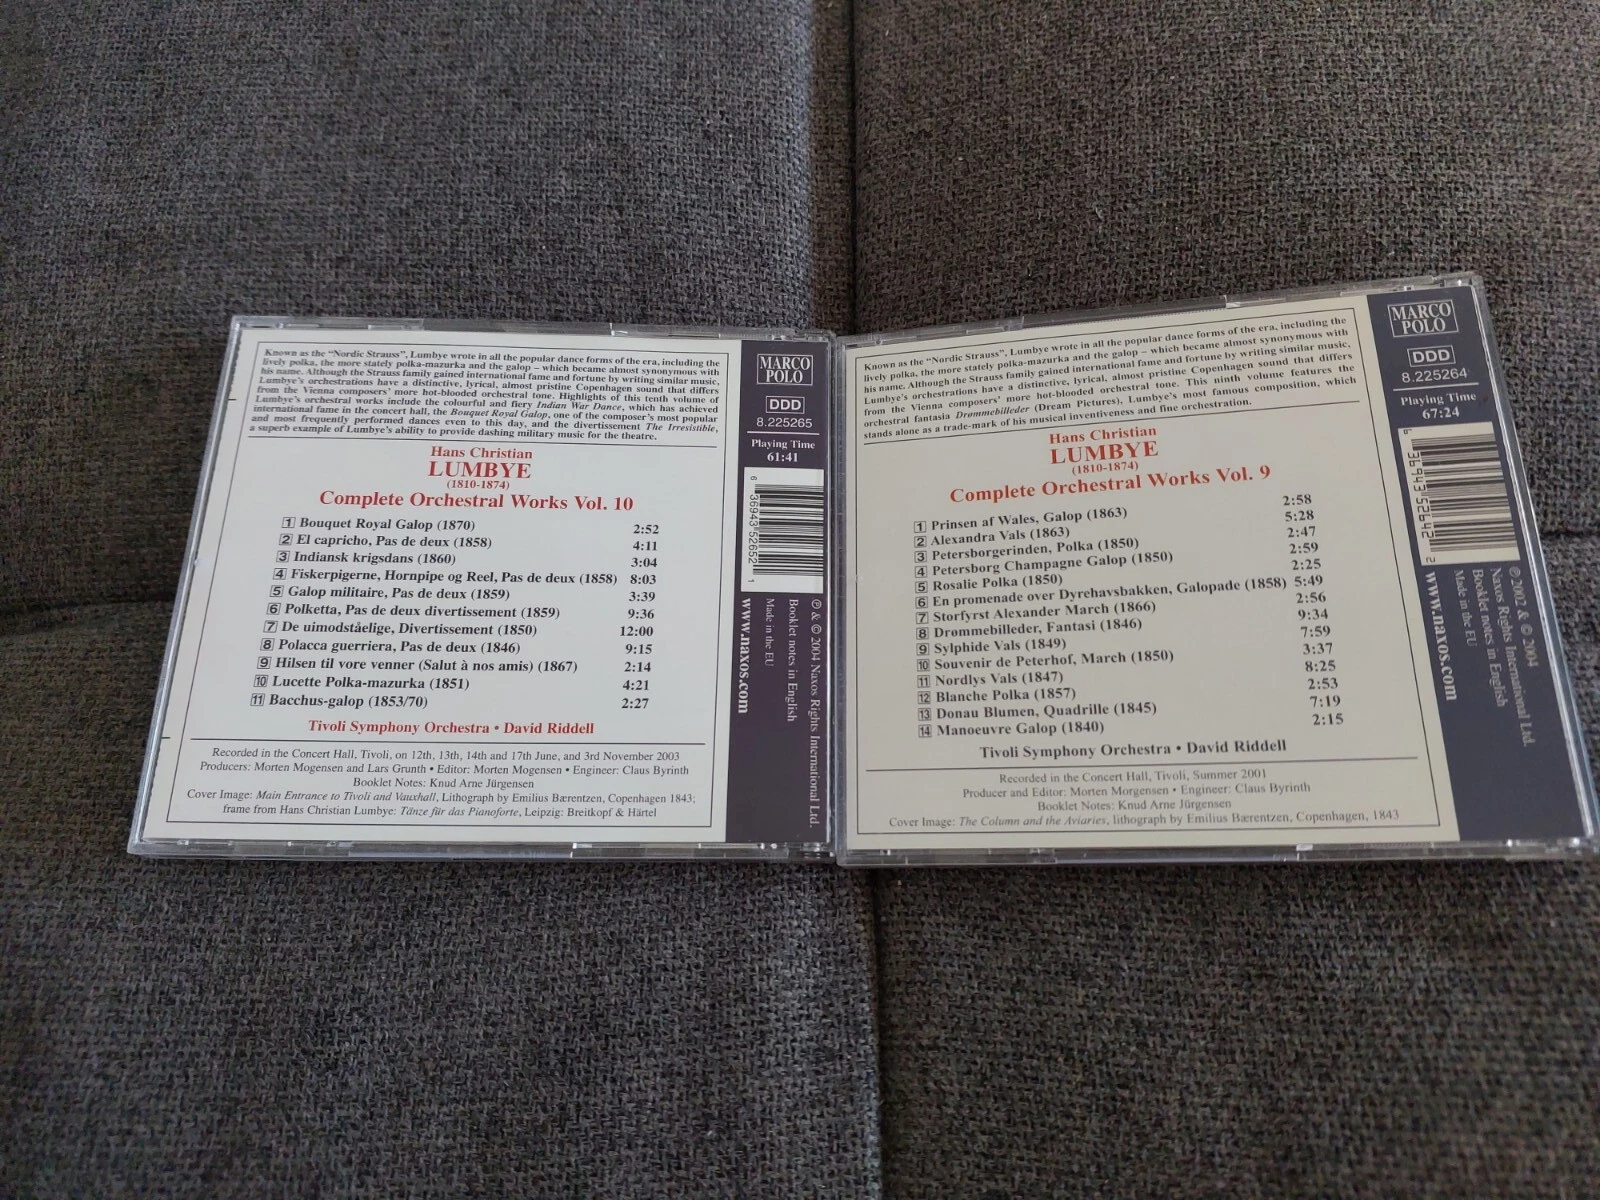 Known as the “Nordic Strauss”, Lumbye wrote in all the popular dance forms of the era, including the
lively polka, the more stately polka-mazurka and the galop – which became almost synonymous with
his name. Although the Strauss family gained international fame and fortune by writing similar music,
Lumbye’s orchestrations have a distinctive, lyrical, almost pristine Copenhagen sound that differs
from the Vienna composers’ more hot-blooded orchestral tone. Highlights of this tenth volume of
Lumbye’s orchestral works include the colourful and fiery Indian War Dance, which has achieved
international fame in the concert hall, the Bouquet Royal Galop, one of the composer’s most popular
and most frequently performed dances even to this day, and the divertissement The Irresistible,
a superb example of Lumbye’s ability to provide dashing military music for the theatre.
Hans Christian
LUMBYE
(1810-1874)
Complete Orchestral Works Vol. 10
1 Bouquet Royal Galop (1870) 2:52
2 El capricho, Pas de deux (1858) 4:11
3 Indiansk krigsdans (1860) 3:04
4 Fiskerpigerne, Hornpipe og Reel, Pas de deux (1858) 8:03
5 Galop militaire, Pas de deux (1859) 3:39
6 Polketta, Pas de deux divertissement (1859) 9:36
7 De uimodståelige, Divertissement (1850) 12:00
8 Polacca guerriera, Pas de deux (1846) 9:15
9 Hilsen til vore venner (Salut à nos amis) (1867) 2:14
10 Lucette Polka-mazurka (1851) 4:21
11 Bacchus-galop (1853/70) 2:27
Tivoli Symphony Orchestra • David Riddell
Recorded in the Concert Hall, Tivoli, on 12th, 13th, 14th and 17th June, and 3rd November 2003
Producers: Morten Mogensen and Lars Grunth • Editor: Morten Mogensen • Engineer: Claus Byrinth
Booklet Notes: Knud Arne Jürgensen
Cover Image: Main Entrance to Tivoli and Vauxhall, Lithograph by Emilius Bærentzen, Copenhagen 1843;
frame from Hans Christian Lumbye: Tänze für das Pianoforte, Leipzig: Breitkopf & Härtel
MARCO
POLO
DDD
8.225265
Playing Time
61:41
6 36943 52652 1
℗ & © 2004 Naxos Rights International Ltd.
Booklet notes in English
Made in the EU
www.naxos.com
Known as the “Nordic Strauss”, Lumbye wrote in all the popular dance forms of the era, including the
lively polka, the more stately polka-mazurka and the galop – which became almost synonymous with
his name. Although the Strauss family gained international fame and fortune by writing similar music,
Lumbye’s orchestrations have a distinctive, lyrical, almost pristine Copenhagen sound that differs
from the Vienna composers’ more hot-blooded orchestral tone. This ninth volume features the
orchestral fantasia Drømmebilleder (Dream Pictures), Lumbye’s most famous composition, which
stands alone as a trade-mark of his musical inventiveness and fine orchestration.
Hans Christian
LUMBYE
(1810-1874)
Complete Orchestral Works Vol. 9
1 Prinsen af Wales, Galop (1863) 2:58
2 Alexandra Vals (1863) 5:28
3 Petersborgerinden, Polka (1850) 2:47
4 Petersborg Champagne Galop (1850) 2:59
5 Rosalie Polka (1850) 2:25
6 En promenade over Dyrehavsbakken, Galopade (1858) 5:49
7 Storfyrst Alexander March (1866) 2:56
8 Drømmebilleder, Fantasi (1846) 9:34
9 Sylphide Vals (1849) 7:59
10 Souvenir de Peterhof, March (1850) 3:37
11 Nordlys Vals (1847) 8:25
12 Blanche Polka (1857) 2:53
13 Donau Blumen, Quadrille (1845) 7:19
14 Manoeuvre Galop (1840) 2:15
Tivoli Symphony Orchestra • David Riddell
Recorded in the Concert Hall, Tivoli, Summer 2001
Producer and Editor: Morten Morgensen • Engineer: Claus Byrinth
Booklet Notes: Knud Arne Jürgensen
Cover Image: The Column and the Aviaries, lithograph by Emilius Bærentzen, Copenhagen, 1843
MARCO
POLO
DDD
8.225264
Playing Time
67:24
6 36943 52642 2
℗ 2002 & © 2004
Naxos Rights International Ltd.
Booklet notes in English
Made in the EU
www.naxos.com